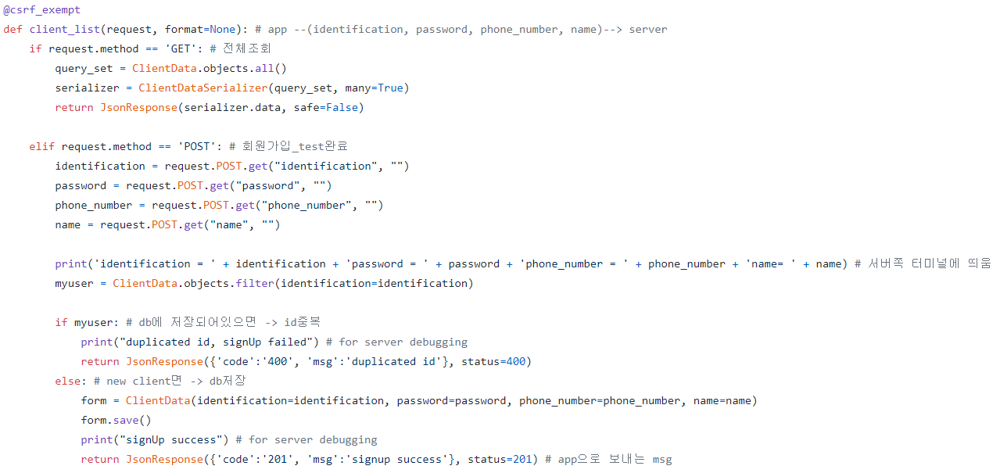 @csrf_exempt
def client_list(request, format=None): # app --(identification, password, phone_number, name)--> server
    if request.method == 'GET': # 전체조회
        query_set = ClientData.objects.all()
        serializer = ClientDataSerializer(query_set, many=True)
        return JsonResponse(serializer.data, safe=False)
    elif request.method == 'POST': # 회원가입_test완료
        identification = request.POST.get("identification", "")
        password = request.POST.get("password", "")
        phone_number = request.POST.get("phone_number", "")
        name = request.POST.get("name", "")
        print('identification = ' + identification + 'password = ' + password + 'phone_number = ' + phone_number + 'name= ' + name) # 서버쪽 터미널에 띄움
        myuser = ClientData.objects.filter(identification=identification)
        if myuser: # db에 저장되어있으면 -> id중복
            print("duplicated id, signUp failed") # for server debugging
            return JsonResponse({'code':'400', 'msg':'duplicated id'}, status=400)
        else: # new client면 -> db저장
            form = ClientData(identification=identification, password=password, phone_number=phone_number, name=name)
            form.save()
            print("signUp success") # for server debugging
            return JsonResponse({'code':'201', 'msg':'signup success'}, status=201) # app으로 보내는 msg